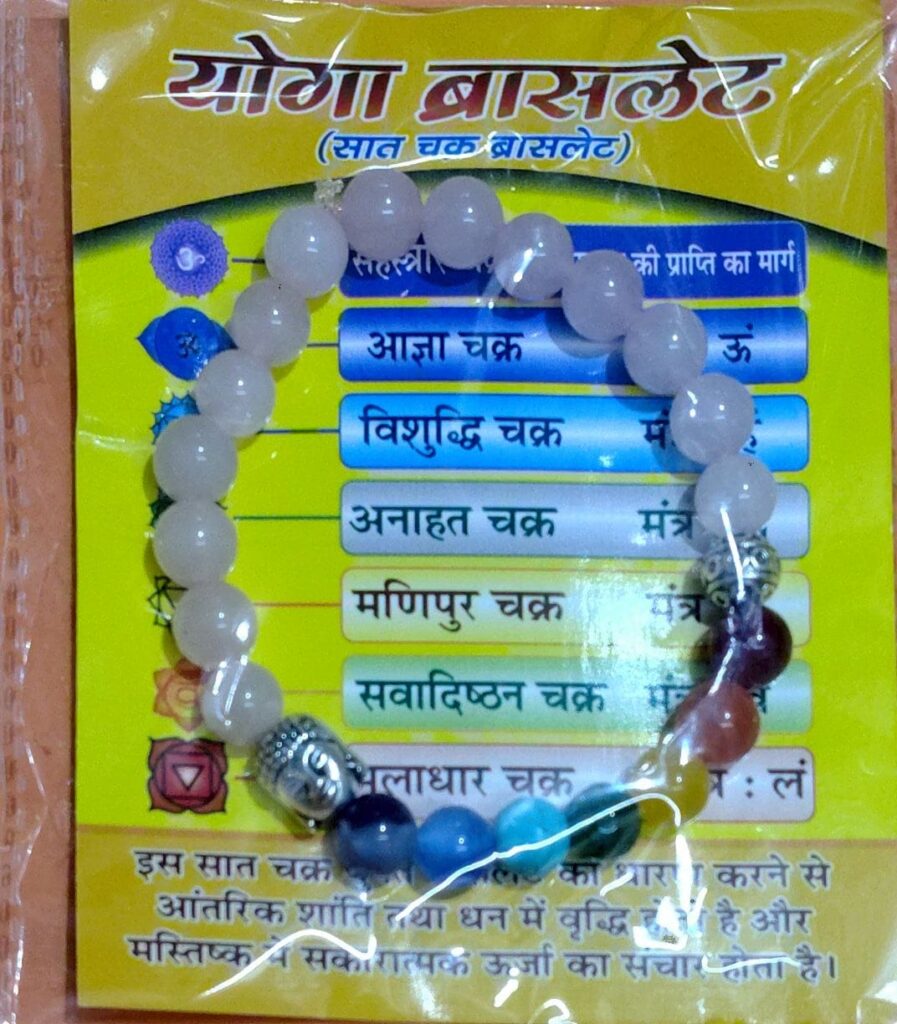 योगा ब्रासलेट
(सात चक्र ब्रासलेट)
की प्राप्ति का मार्ग
आज्ञा चक्र ऊं
विशुद्धि चक्र
अनाहत चक्र मंत्र
मणिपुर चक्र मंत्र
सवादिष्ठन चक्र
चक्र : लं
इस सात चक्र को धारण करने से
आंतरिक शांति तथा धन में वृद्धि है और
मस्तिष्क में सकारात्मक ऊर्जा का संचार होता है।